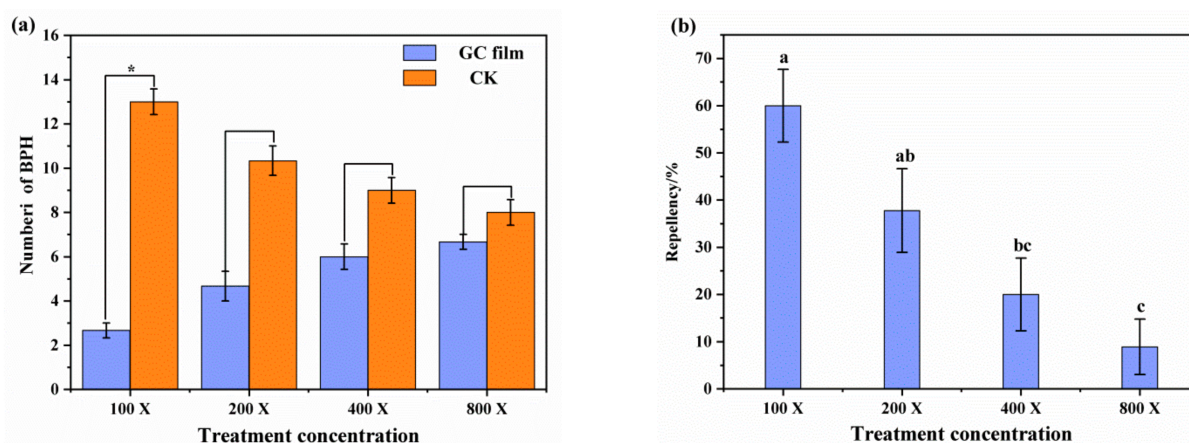 (a)
16
14
12
10
8
6
4
2
0
Numberi of BPH
GC film
CK
*
100 X
200 X
400 X
800 X
Treatment concentration
(b)
70
60
50
40
30
20
10
0
Repellency/%
a
ab
bc
c
100 X
200 X
400 X
800 X
Treatment concentration